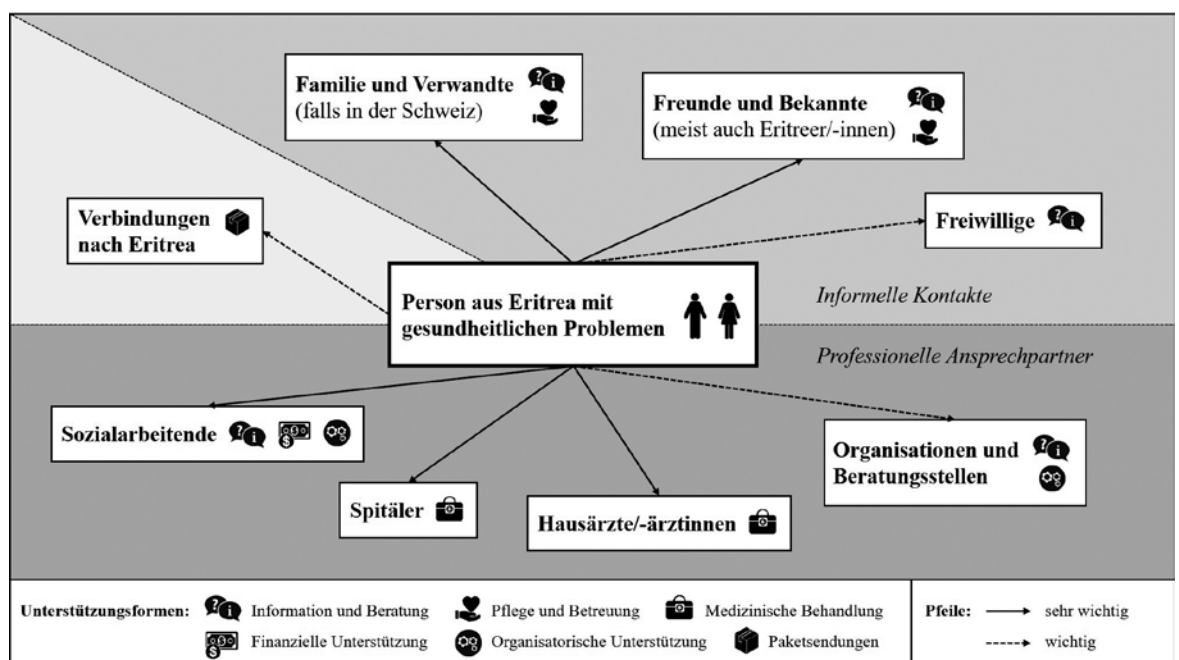 Familie und Verwandte
(falls in der Schweiz)
Freunde und Bekannte
(meist auch Eritreer/-innen)
Verbindungen
nach Eritrea
Freiwillige
Person aus Eritrea mit
gesundheitlichen Problemen
Informelle Kontakte
Professionelle Ansprechpartner
Sozialarbeitende
Organisationen und
Beratungsstellen
Spitäler
Hausärzte/-ärztinnen
Unterstützungsformen:
Information und Beratung
Pflege und Betreuung
Medizinische Behandlung
Finanzielle Unterstützung
Organisatorische Unterstützung
Paketsendungen
Pfeile:
sehr wichtig
wichtig